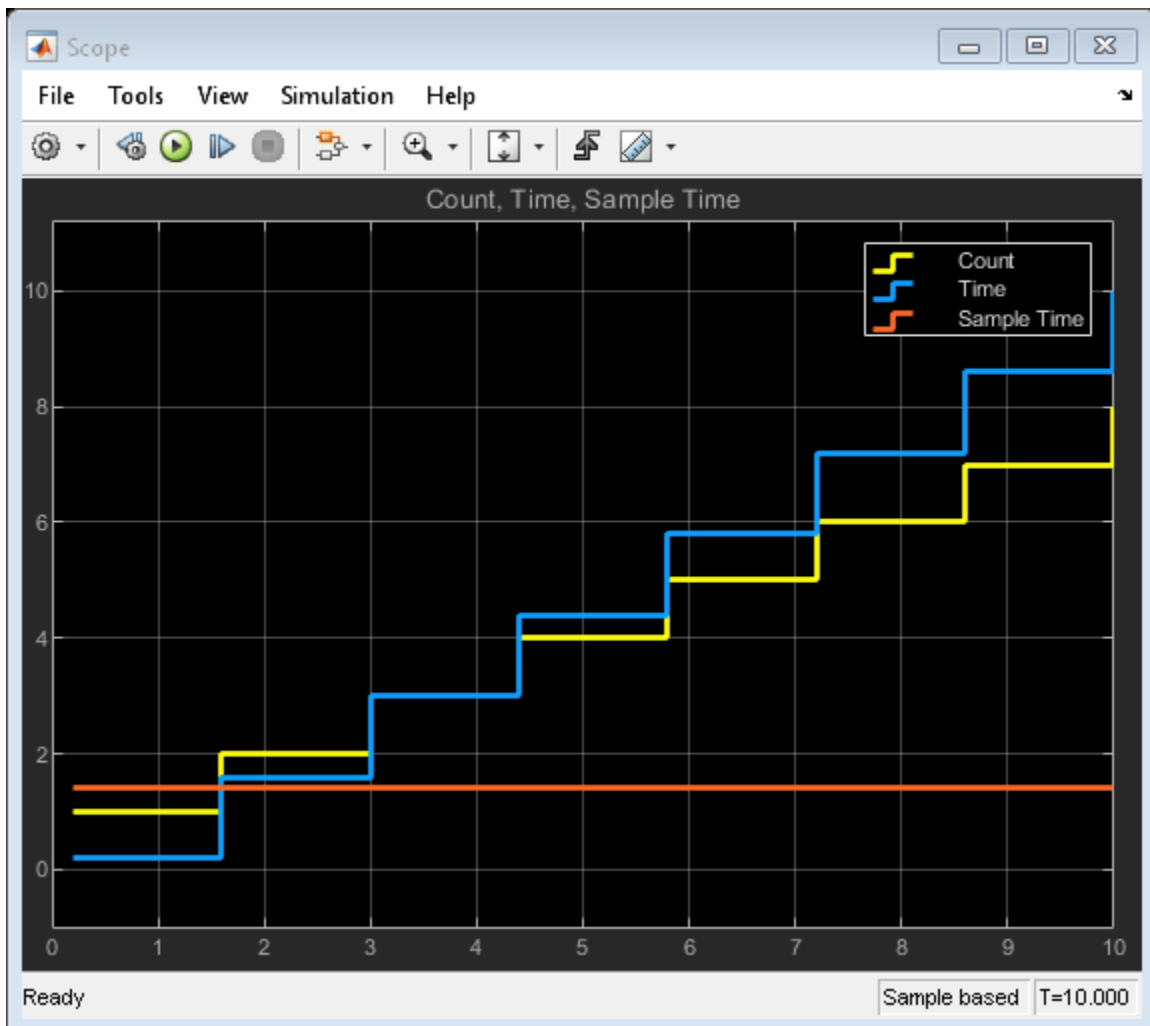 Scope
File Tools View Simulation Help
Count, Time, Sample Time
Count
Time
Sample Time
10
8
6
4
2
0
0 1 2 3 4 5 6 7 8 9 10
Ready Sample based T=10.000